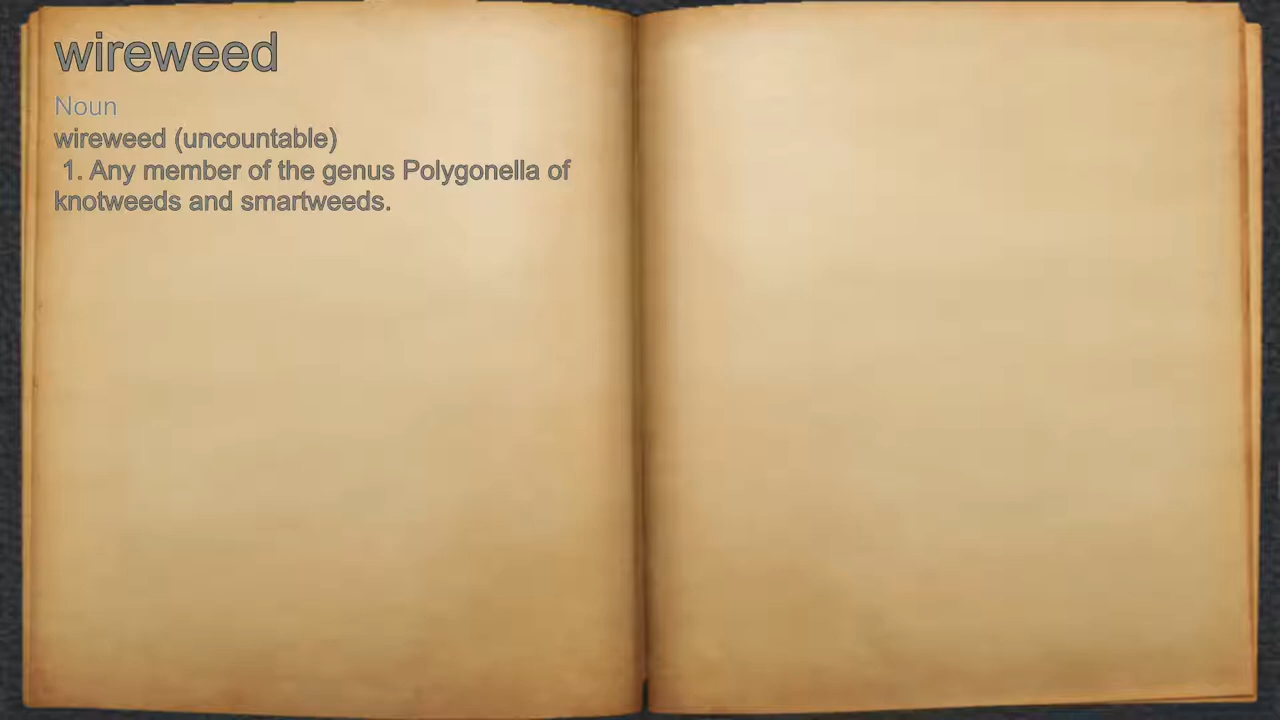 wireweed
Noun
wireweed (uncountable)
1. Any member of the genus Polygonella of
knotweeds and smartweeds.